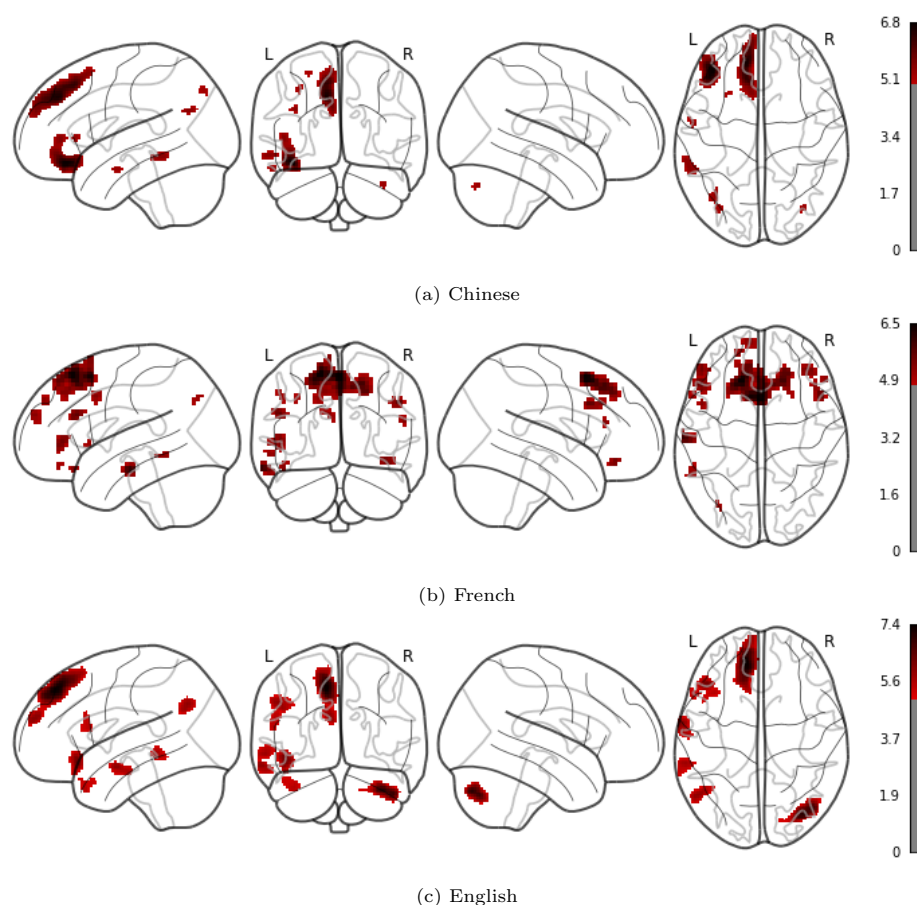 L R L R 6.8
5.1
3.4
1.7
0
(a) Chinese
L R L R 6.5
4.9
3.2
1.6
0
(b) French
L R L R 7.4
5.6
3.7
1.9
0
(c) English